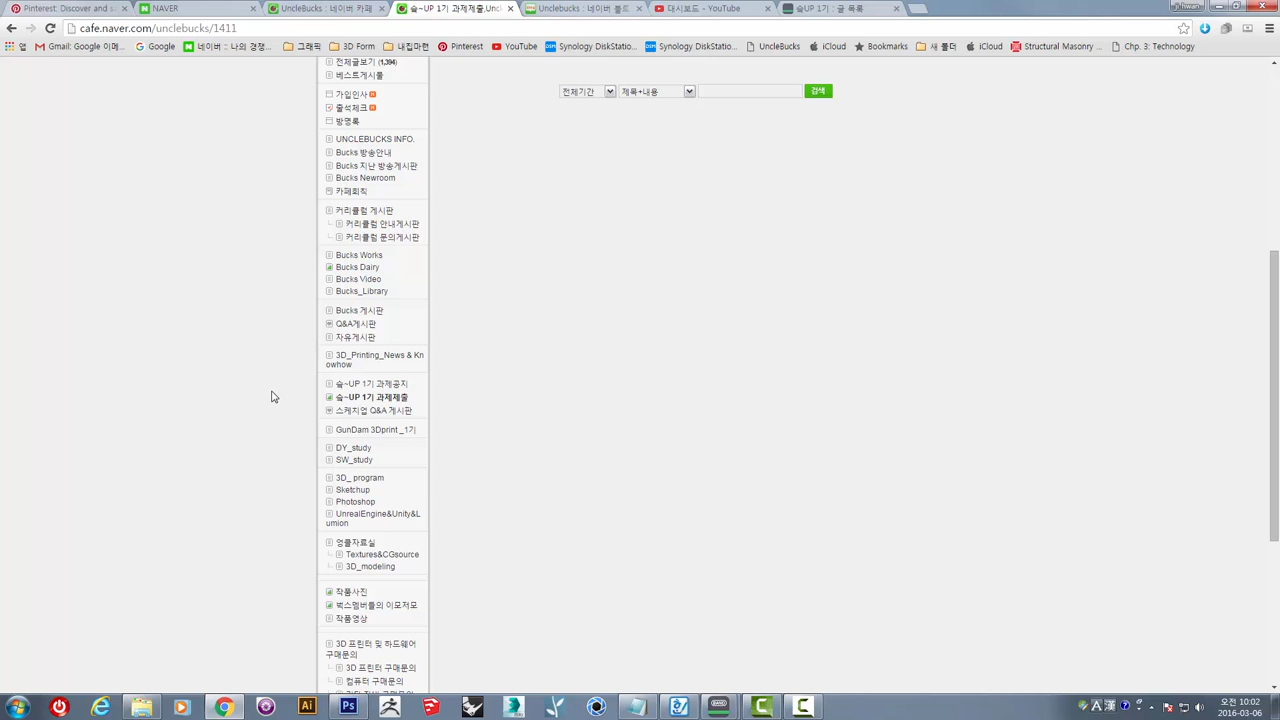 Pinterest: Discover and s
NAVER
UncleBucks : 네이버 카페
슾~UP 1기 과제제출,Uncl
Unclebucks : 네이버 블로
대시보드 - YouTube
슾UP 1기 : 글 목록
ji hwan
cafe.naver.com/unclebucks/1411
앱
Gmail: Google 이메...
Google
네이버 :: 나의 경쟁...
그래픽
3D Form
내집마련
Pinterest
YouTube
Synology DiskStatio...
Synology DiskStatio...
UncleBucks
iCloud
Bookmarks
새 폴더
iCloud
Structural Masonry ...
Chp. 3: Technology
전체글보기 (1,394)
베스트게시물
가입인사
출석체크
방명록
UNCLEBUCKS INFO.
Bucks 방송안내
Bucks 지난 방송게시판
Bucks Newroom
카페회칙
커리큘럼 게시판
커리큘럼 안내게시판
커리큘럼 문의게시판
Bucks Works
Bucks Dairy
Bucks Video
Bucks_Library
Bucks 게시판
Q&A게시판
자유게시판
3D_Printing_News & Kn
owhow
슾~UP 1기 과제공지
슾~UP 1기 과제제출
스케치업 Q&A 게시판
GunDam 3Dprint _1기
DY_study
SW_study
3D_ program
Sketchup
Photoshop
UnrealEngine&Unity&L
umion
엉클자료실
Textures&CGsource
3D_modeling
작품사진
벅스멤버들의 이모저모
작품영상
3D 프린터 및 하드웨어
구매문의
3D 프린터 구매문의
컴퓨터 구매문의
전체기간
제목+내용
검색
Ai
Ps
BAND
A 漢
오전 10:02
2016-03-06